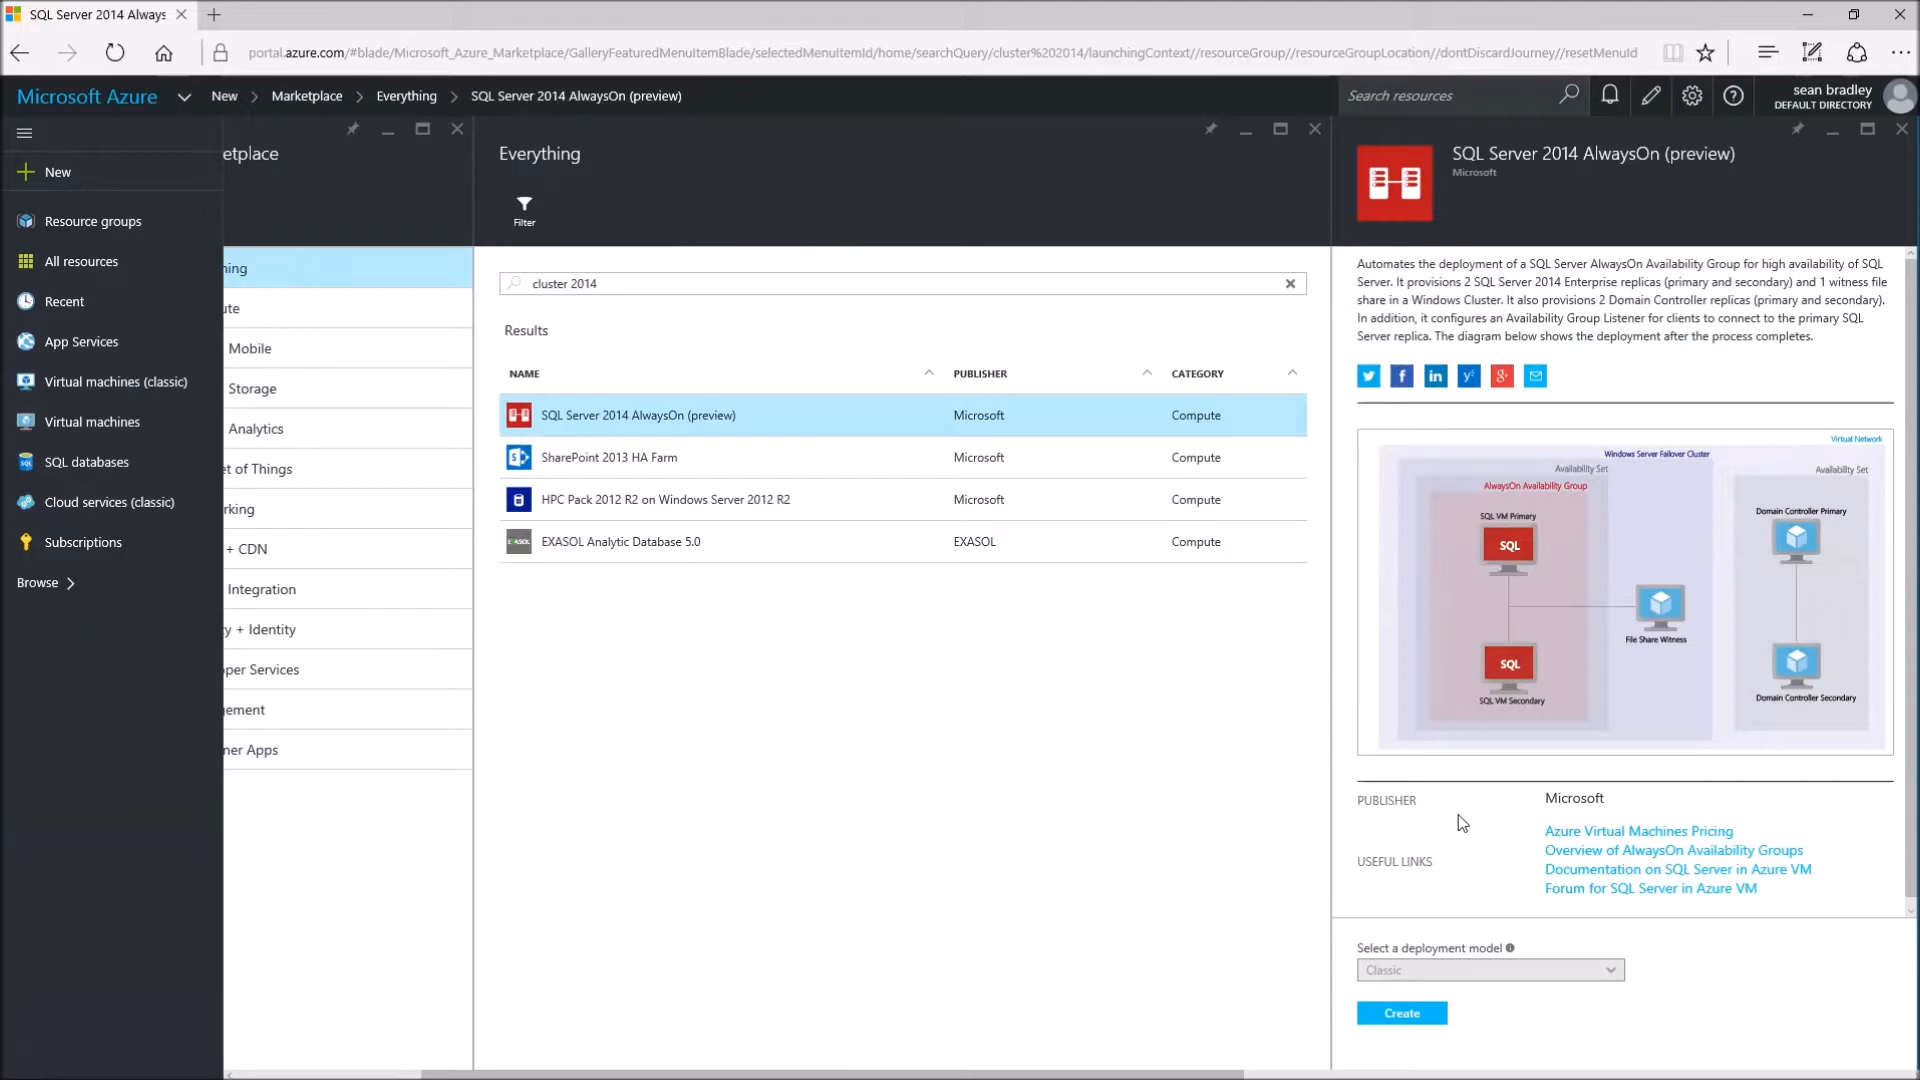 SQL Server 2014 Always
portal.azure.com/#blade/Microsoft_Azure_Marketplace/GalleryFeaturedMenuItemBlade/selectedMenuItemId/home/searchQuery/cluster%202014/launchingContext//resourceGroup//resourceGroupLocation//dontDiscardJourney//resetMenuId
Microsoft Azure New Marketplace Everything SQL Server 2014 AlwaysOn (preview)
Search resources
sean bradley
DEFAULT DIRECTORY
New
Resource groups
All resources
Recent
App Services
Virtual machines (classic)
Virtual machines
SQL databases
Cloud services (classic)
Subscriptions
Browse
etplace
hing
ute
Mobile
Storage
Analytics
et of Things
rking
+ CDN
Integration
y + Identity
per Services
gement
ner Apps
Everything
Filter
cluster 2014
Results
NAME PUBLISHER CATEGORY
SQL Server 2014 AlwaysOn (preview) Microsoft Compute
SharePoint 2013 HA Farm Microsoft Compute
HPC Pack 2012 R2 on Windows Server 2012 R2 Microsoft Compute
EXASOL
EXASOL Analytic Database 5.0 EXASOL Compute
SQL Server 2014 AlwaysOn (preview)
Microsoft
Automates the deployment of a SQL Server AlwaysOn Availability Group for high availability of SQL
Server. It provisions 2 SQL Server 2014 Enterprise replicas (primary and secondary) and 1 witness file
share in a Windows Cluster. It also provisions 2 Domain Controller replicas (primary and secondary).
In addition, it configures an Availability Group Listener for clients to connect to the primary SQL
Server replica. The diagram below shows the deployment after the process completes.
Virtual Network
Windows Server Failover Cluster
Availability Set
Availability Set
AlwaysOn Availability Group
SQL VM Primary
SQL
Domain Controller Primary
File Share Witness
SQL
SQL VM Secondary
Domain Controller Secondary
PUBLISHER Microsoft
USEFUL LINKS
Azure Virtual Machines Pricing
Overview of AlwaysOn Availability Groups
Documentation on SQL Server in Azure VM
Forum for SQL Server in Azure VM
Select a deployment model
Classic
Create